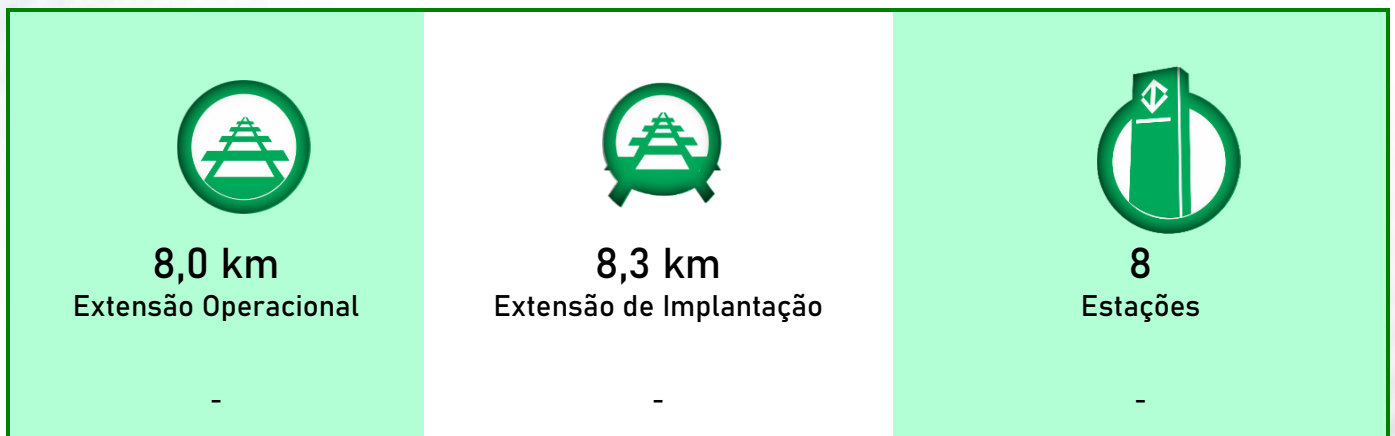 8,0 km
Extensão Operacional
-
8,3 km
Extensão de Implantação
-
8
Estações
-